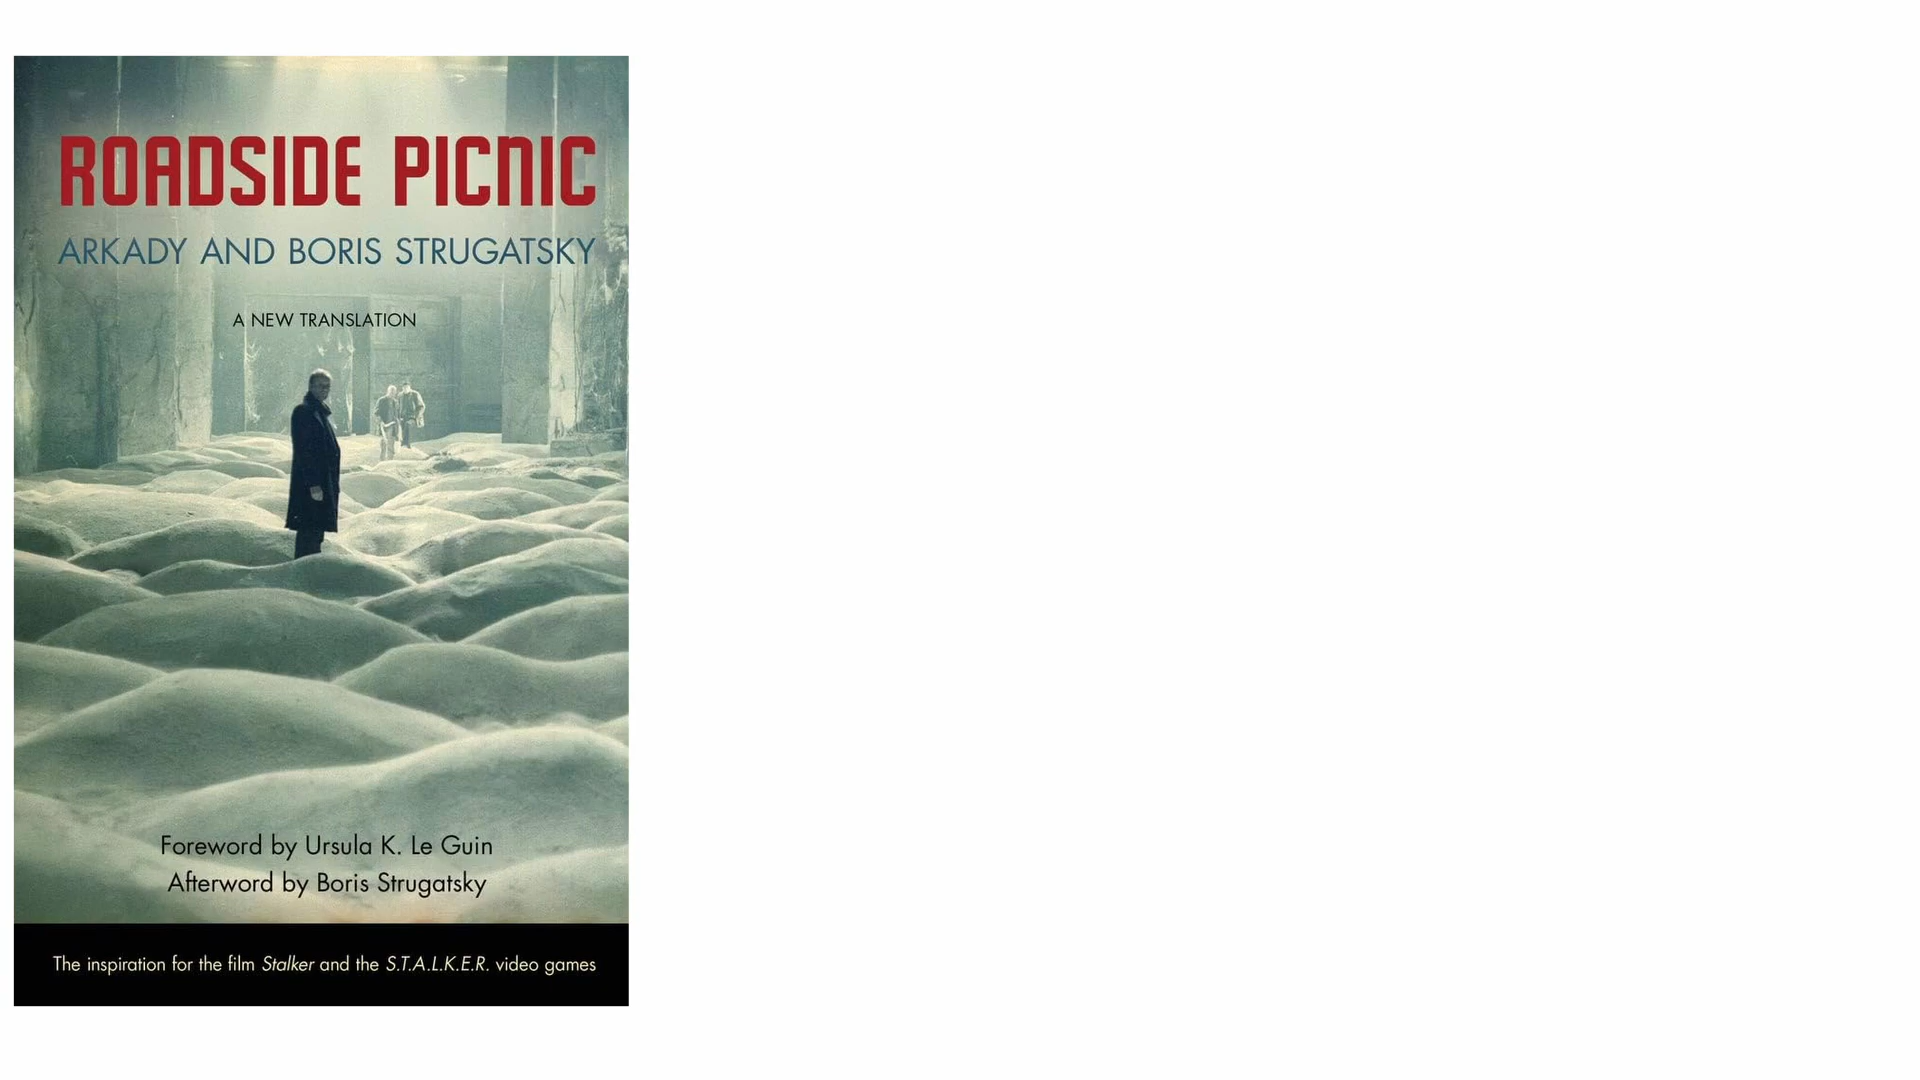 ROADSIDE PICNIC
ARKADY AND BORIS STRUGATSKY
A NEW TRANSLATION
Foreword by Ursula K. Le Guin
Afterword by Boris Strugatsky
The inspiration for the film Stalker and the S.T.A.L.K.E.R. video games